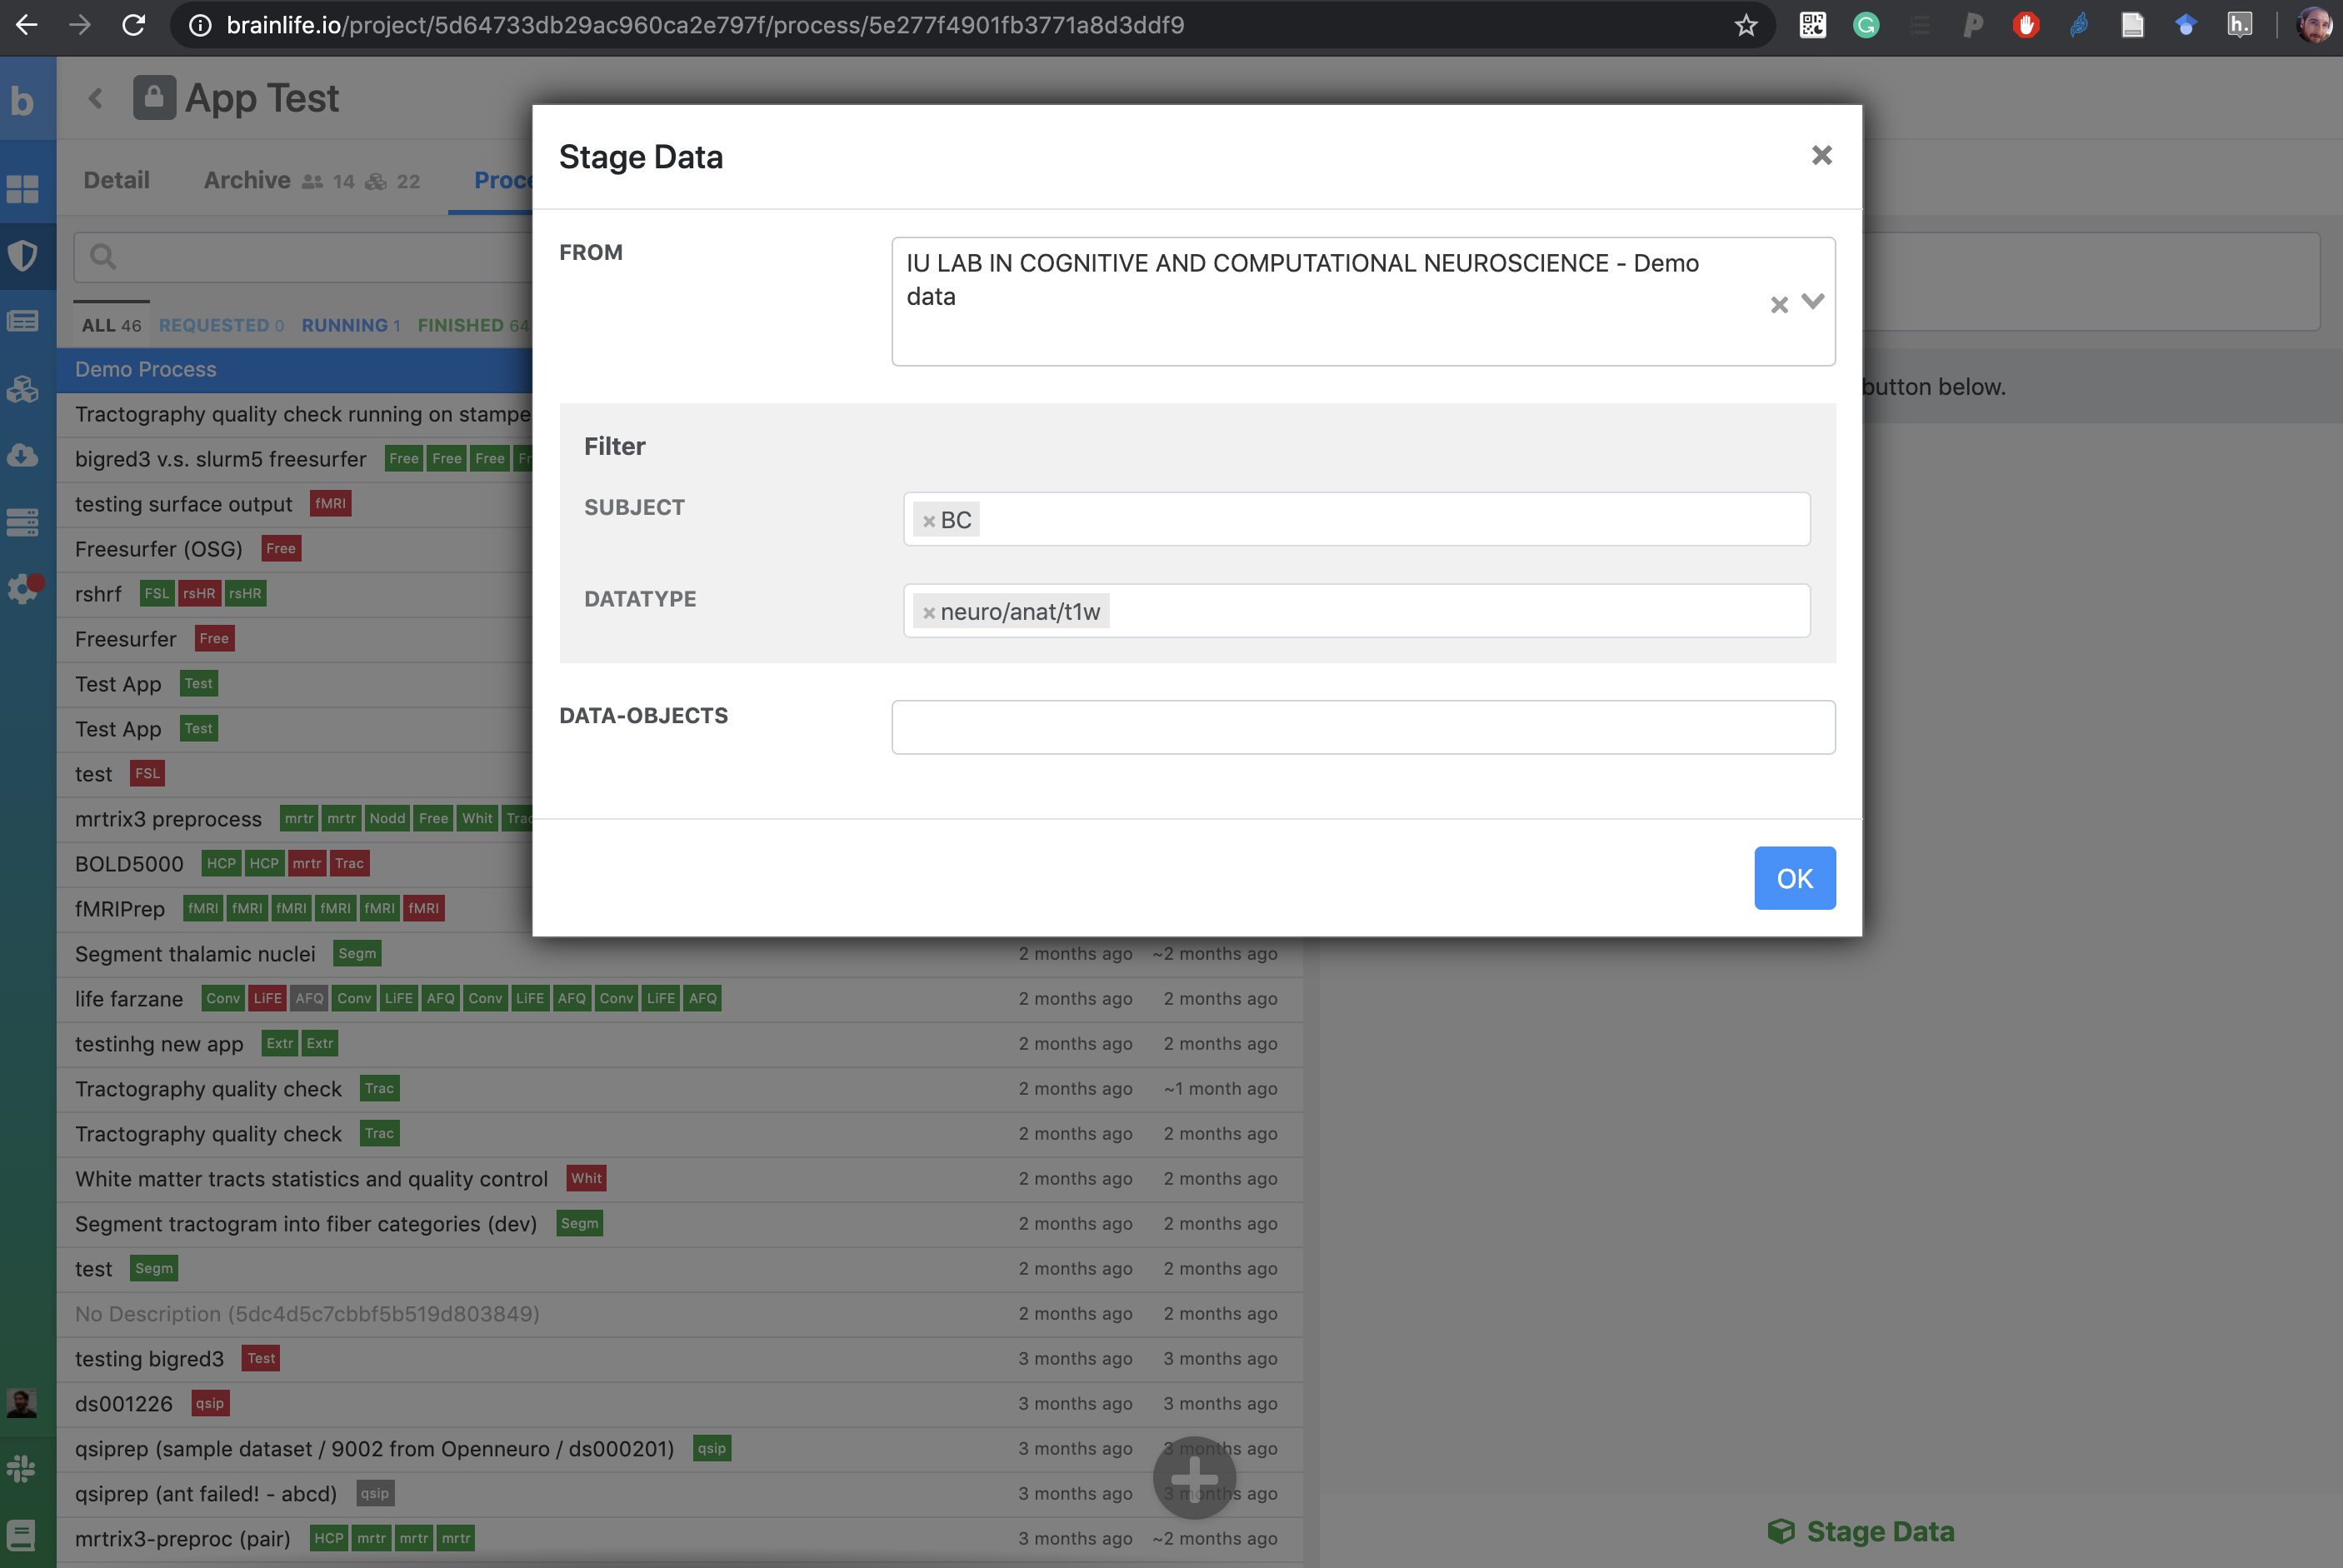 brainlife.io/project/5d64733db29ac960ca2e797f/process/5e277f4901fb3771a8d3ddf9
b
App Test
Detail
Archive 14 22
Proce
Stage Data
FROM
IU LAB IN COGNITIVE AND COMPUTATIONAL NEUROSCIENCE - Demo
data
Filter
SUBJECT
× BC
DATATYPE
× neuro/anat/t1w
DATA-OBJECTS
OK
ALL 46 REQUESTED 0 RUNNING 1 FINISHED 64
button below.
Demo Process
Tractography quality check running on stampe
bigred3 v.s. slurm5 freesurfer Free Free Free Fr
testing surface output fMRI
Freesurfer (OSG) Free
rshrf FSL rsHR rsHR
Freesurfer Free
Test App Test
Test App Test
test FSL
mrtrix3 preprocess mrtr mrtr Nodd Free Whit Trac
BOLD5000 HCP HCP mrtr Trac
fMRIPrep fMRI fMRI fMRI fMRI fMRI fMRI
Segment thalamic nuclei Segm 2 months ago ~2 months ago
life farzane Conv LiFE AFQ Conv LiFE AFQ Conv LiFE AFQ Conv LiFE AFQ 2 months ago 2 months ago
testinhg new app Extr Extr 2 months ago 2 months ago
Tractography quality check Trac 2 months ago ~1 month ago
Tractography quality check Trac 2 months ago 2 months ago
White matter tracts statistics and quality control Whit 2 months ago 2 months ago
Segment tractogram into fiber categories (dev) Segm 2 months ago 2 months ago
test Segm 2 months ago 2 months ago
No Description (5dc4d5c7cbbf5b519d803849) 2 months ago 2 months ago
testing bigred3 Test 3 months ago 3 months ago
ds001226 qsip 3 months ago 3 months ago
qsiprep (sample dataset / 9002 from Openneuro / ds000201) qsip 3 months ago 3 months ago
qsiprep (ant failed! - abcd) qsip 3 months ago 3 months ago
mrtrix3-preproc (pair) HCP mrtr mrtr mrtr 3 months ago ~2 months ago
Stage Data